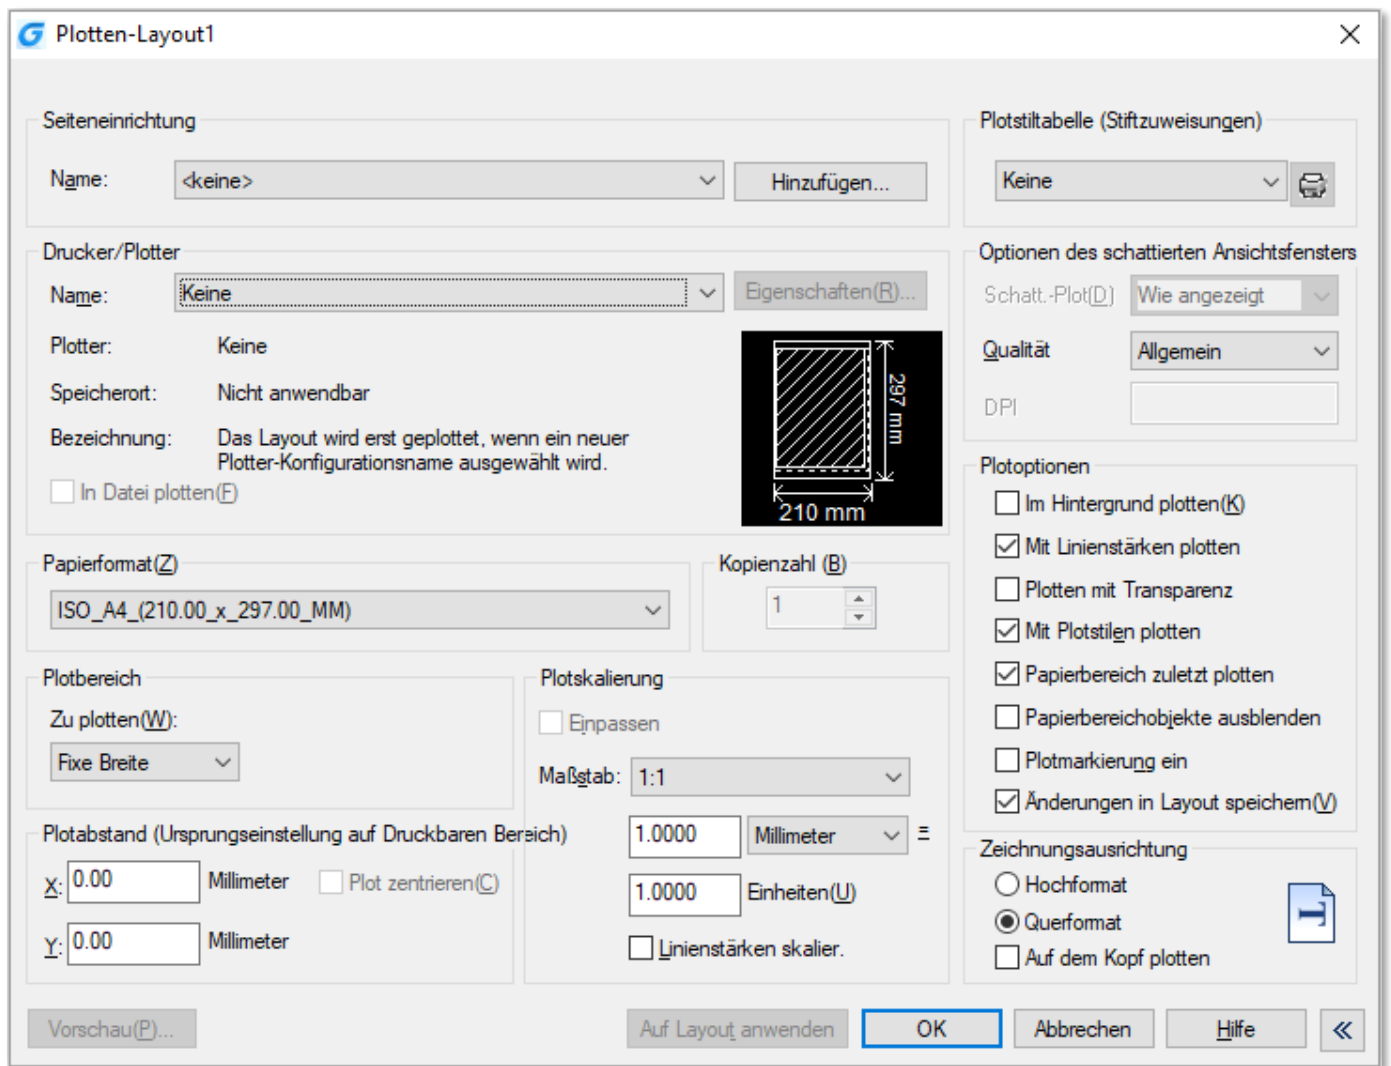 Plotten-Layout1
Seiteneinrichtung
Name:
<keine>
Hinzufügen...
Plotstiltabelle (Stiftzuweisungen)
Keine
Drucker/Plotter
Name:
Keine
Eigenschaften(R)...
Plotter:
Keine
Speicherort:
Nicht anwendbar
Bezeichnung:
Das Layout wird erst geplottet, wenn ein neuer
Plotter-Konfigurationsname ausgewählt wird.
In Datei plotten(F)
297 mm
210 mm
Optionen des schattierten Ansichtsfensters
Schatt.-Plot(D)
Wie angezeigt
Qualität
Allgemein
DPI
Papierformat(Z)
ISO_A4_(210.00_x_297.00_MM)
Kopienzahl (B)
1
Plotoptionen
Im Hintergrund plotten(K)
Mit Linienstärken plotten
Plotten mit Transparenz
Mit Plotstilen plotten
Papierbereich zuletzt plotten
Papierbereichobjekte ausblenden
Plotmarkierung ein
Änderungen in Layout speichern(V)
Plotbereich
Zu plotten(W):
Fixe Breite
Plotskalierung
Einpassen
Maßstab:
1:1
1.0000
Millimeter
=
1.0000
Einheiten(U)
Linienstärken skalier.
Plotabstand (Ursprungseinstellung auf Druckbaren Bereich)
X:
0.00
Millimeter
Plot zentrieren(C)
Y:
0.00
Millimeter
Zeichnungsausrichtung
Hochformat
Querformat
Auf dem Kopf plotten
Vorschau(P)...
Auf Layout anwenden
OK
Abbrechen
Hilfe